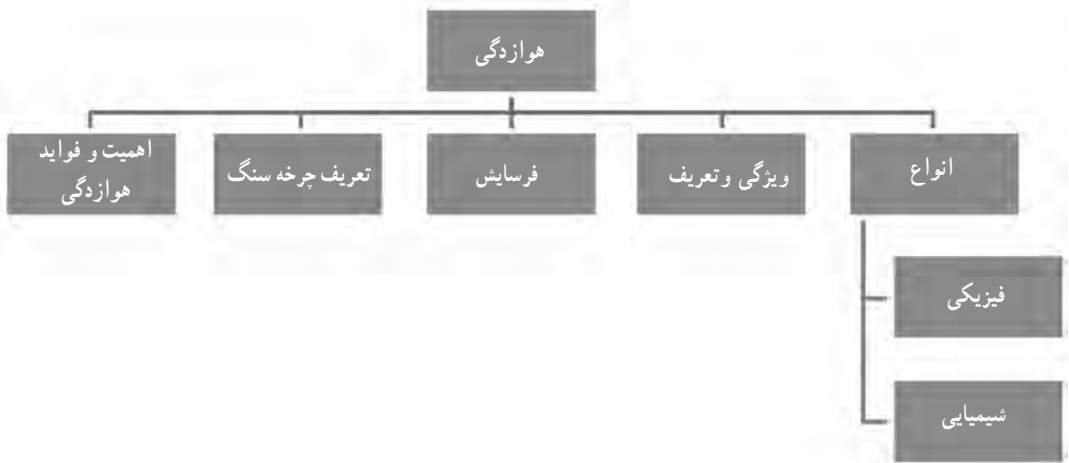 هوازدگی
انواع
ویژگی و تعریف
فرسایش
تعریف چرخه سنگ
اهمیت و فواید
هوازدگی
فیزیکی
شیمیایی